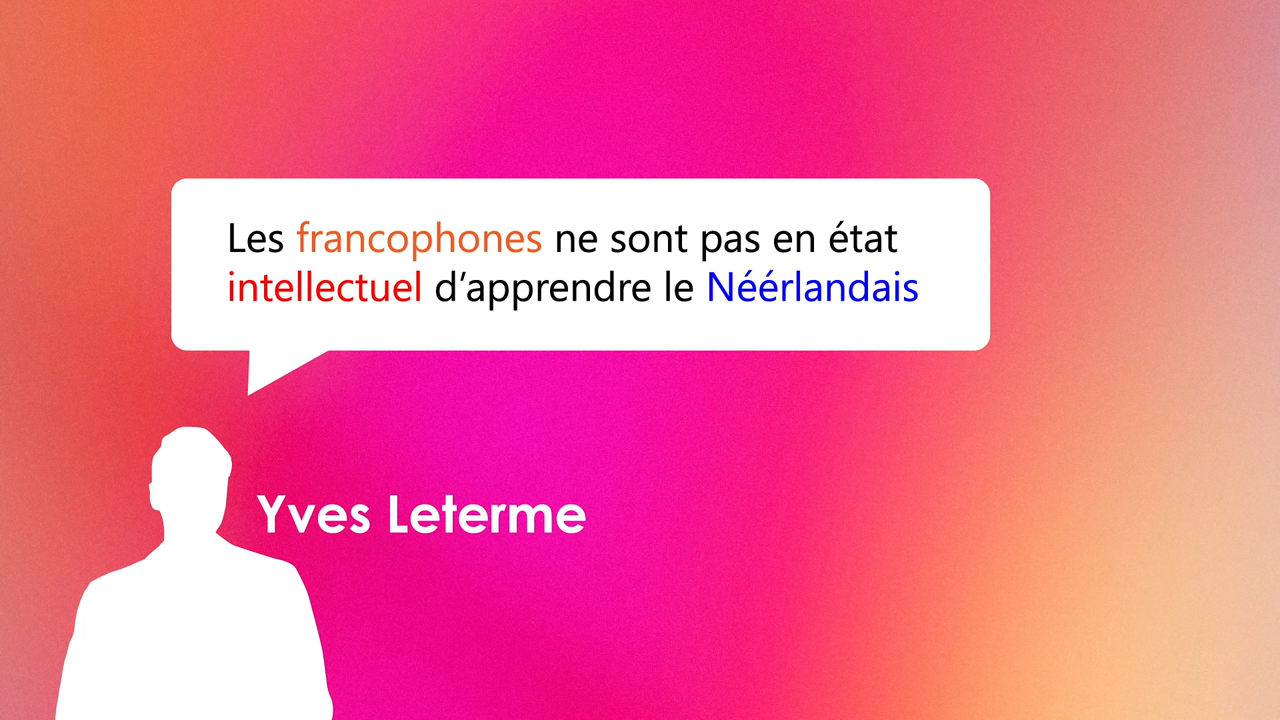 Les francophones ne sont pas en état
intellectuel d’apprendre le Néérlandais
Yves Leterme